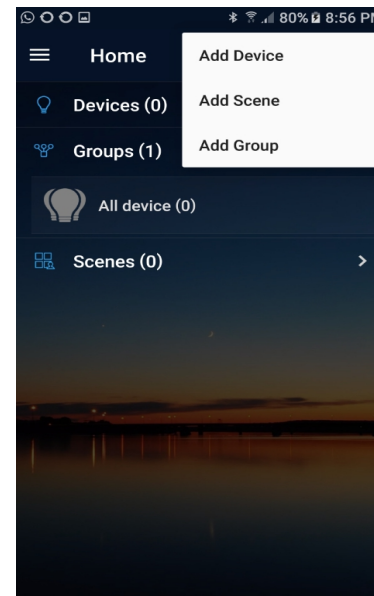 80% 8:56 PM
Home
Add Device
Devices (0)
Add Scene
Groups (1)
Add Group
All device (0)
Scenes (0)